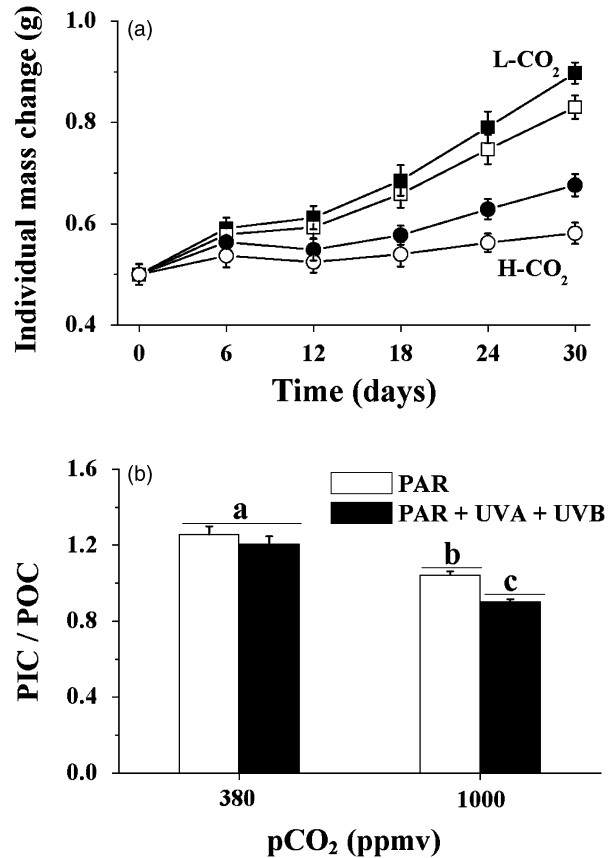 (a)
Individual mass change (g)
1.0
0.8
0.6
0.4
L-CO₂
H-CO₂
0 6 12 18 24 30
Time (days)
(b)
PIC / POC
1.6
1.2
0.8
0.4
0.0
PAR
PAR + UVA + UVB
a
b
c
380 1000
pCO₂ (ppmv)